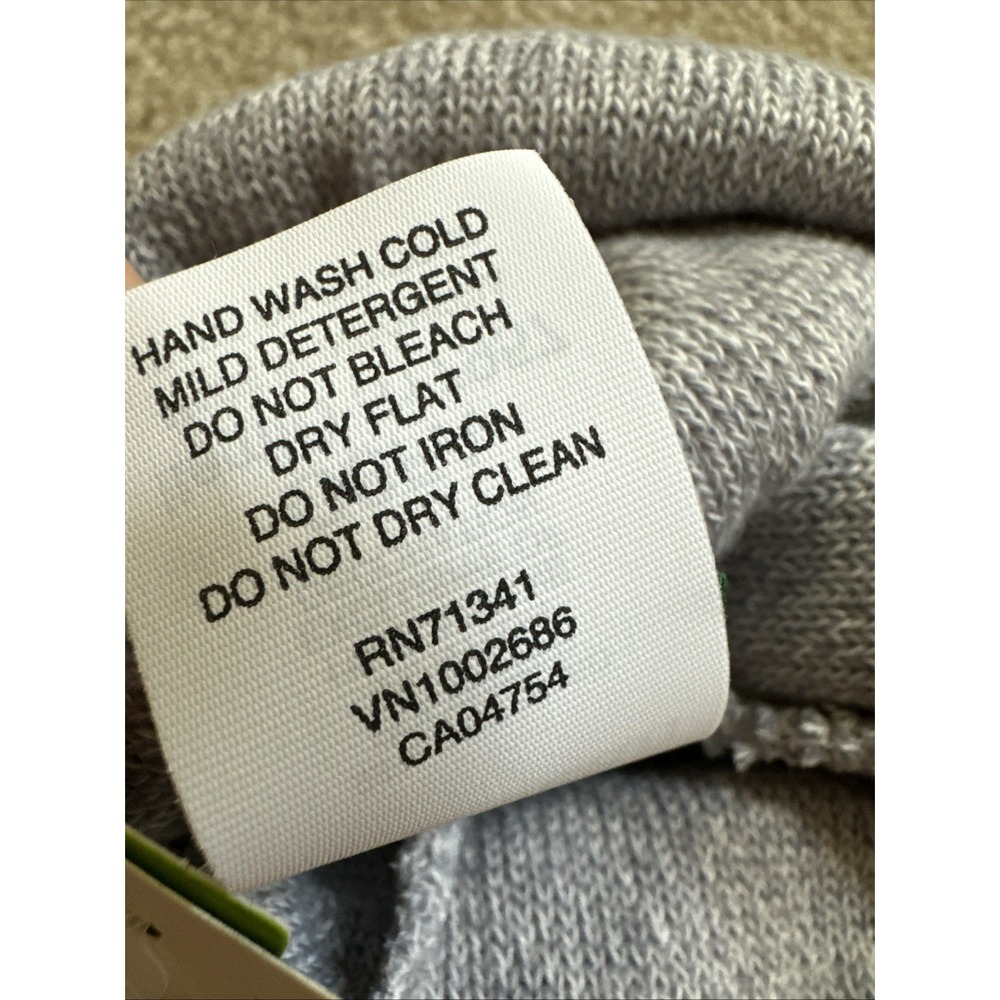 HAND WASH COLD
MILD DETERGENT
DO NOT BLEACH
DRY FLAT
DO NOT IRON
DO NOT DRY CLEAN
RN71341
VN1002686
CA04754